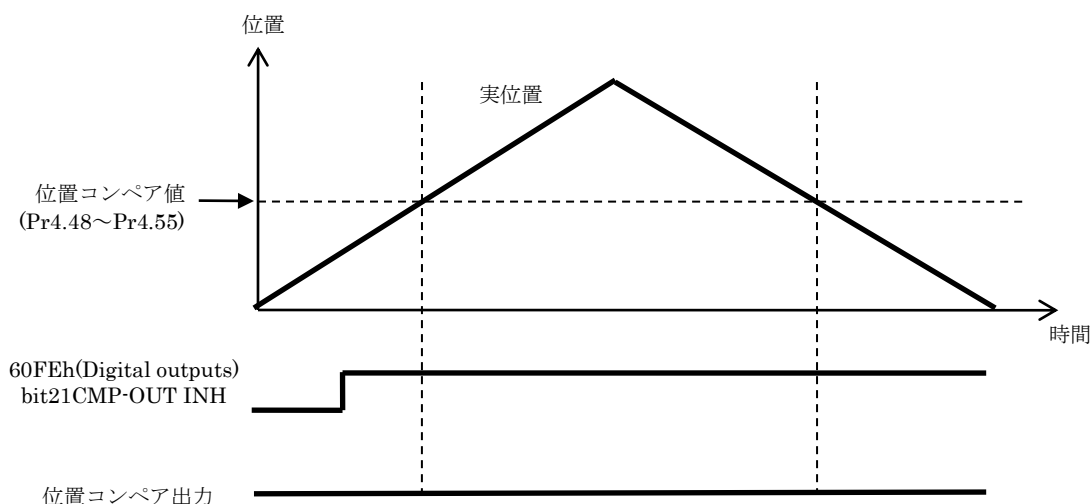 位置
実位置
位置コンペア値
(Pr4.48～Pr4.55)
時間
60FEh(Digital outputs)
bit21CMP-OUT INH
位置コンペア出力